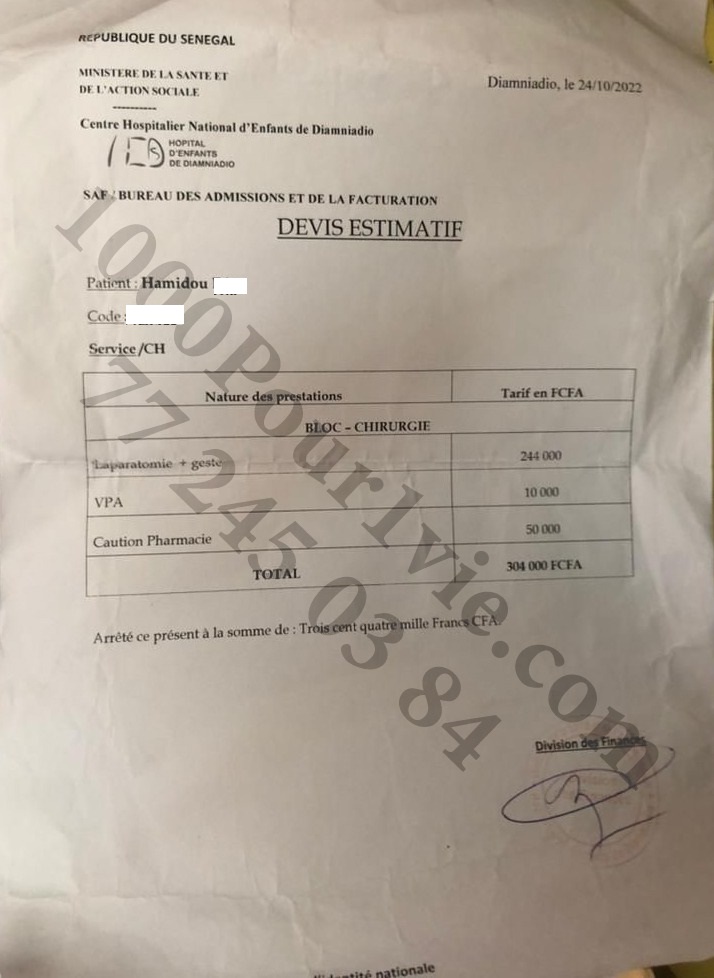 REPUBLIQUE DU SENEGAL
MINISTERE DE LA SANTE ET
DE L'ACTION SOCIALE
Diamniadio, le 24/10/2022
Centre Hospitalier National d'Enfants de Diamniadio
HOPITAL
D'ENFANTS
DE DIAMNIADIO
SAF / BUREAU DES ADMISSIONS ET DE LA FACTURATION
DEVIS ESTIMATIF
Patient : Hamidou
Code :
Service /CH
Nature des prestations Tarif en FCFA
BLOC – CHIRURGIE
Laparatomie + geste 244 000
VPA 10 000
Caution Pharmacie 50 000
TOTAL 304 000 FCFA
Arrêté ce présent à la somme de : Trois cent quatre mille Francs CFA.
Division des Finances
1000Pour1vie.com
77 245 03 84
nationale